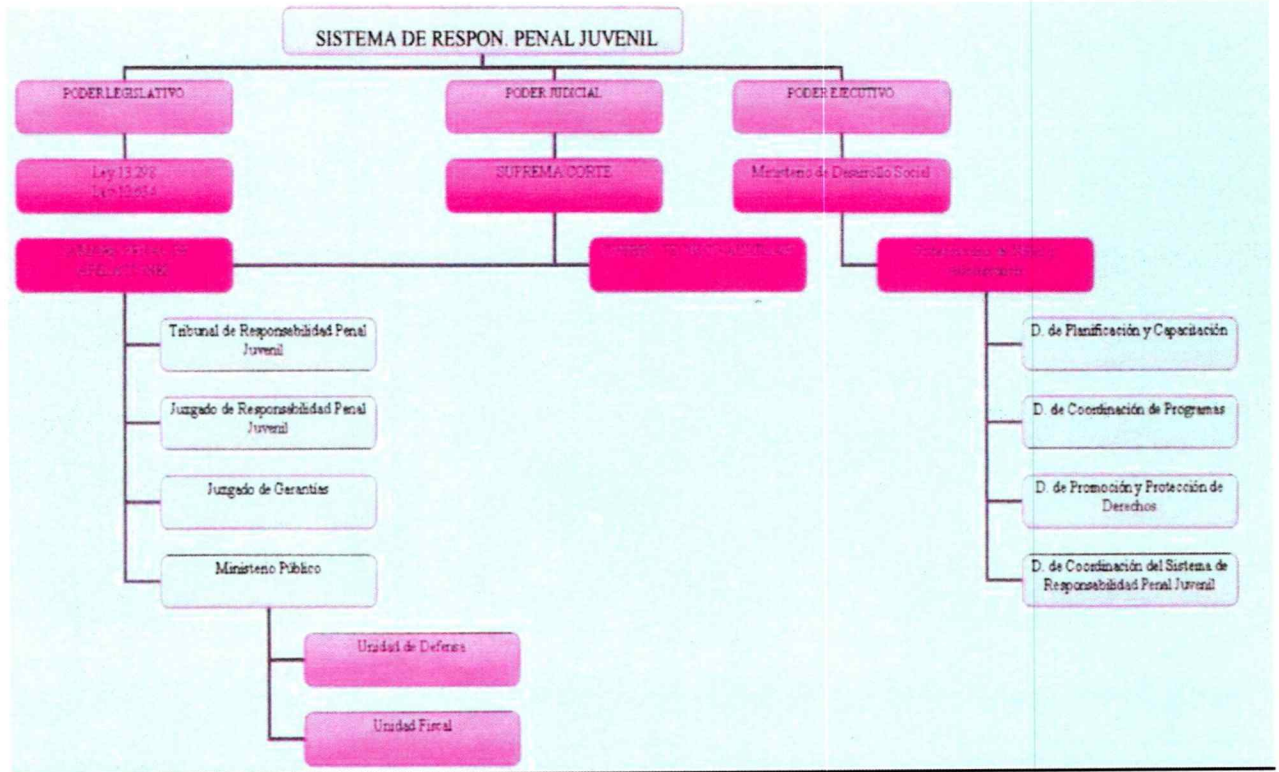 SISTEMA DE RESPON. PENAL JUVENIL
PODER LEGISLATIVO
PODER JUDICIAL
PODER EJECUTIVO
Ley 13.298
SUPREMA CORTE
Ministerio de Desarrollo Social
Tribunal de Responsabilidad Penal
Juvenil
Juzgado de Responsabilidad Penal
Juvenil
Juzgado de Garantías
Ministerio Público
Unidad de Defensa
Unidad Fiscal
D. de Planificación y Capacitación
D. de Coordinación de Programas
D. de Promoción y Protección de
Derechos
D. de Coordinación del Sistema de
Responsabilidad Penal Juvenil